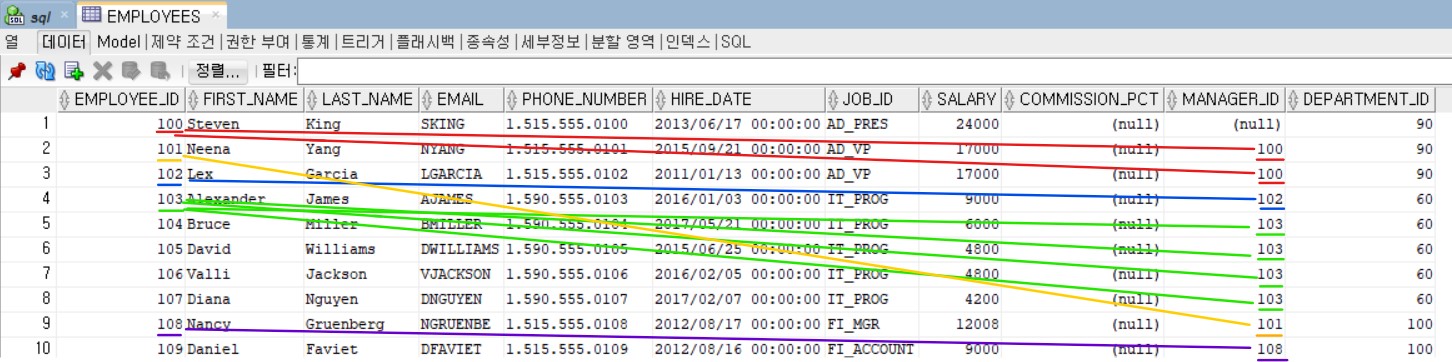 sql EMPLOYEES
열 데이터 Model 제약 조건 권한 부여 통계 트리거 플래시백 종속성 세부정보 분할 영역 인덱스 SQL
정렬... 필터:
EMPLOYEE_ID FIRST_NAME LAST_NAME EMAIL PHONE_NUMBER HIRE_DATE JOB_ID SALARY COMMISSION_PCT MANAGER_ID DEPARTMENT_ID
1 100 Steven King SKING 1.515.555.0100 2013/06/17 00:00:00 AD_PRES 24000 (null) (null) 90
2 101 Neena Yang NYANG 1.515.555.0101 2015/09/21 00:00:00 AD_VP 17000 (null) 100 90
3 102 Lex Garcia LGARCIA 1.515.555.0102 2011/01/13 00:00:00 AD_VP 17000 (null) 100 90
4 103 Alexander James AJAMES 1.590.555.0103 2016/01/03 00:00:00 IT_PROG 9000 (null) 102 60
5 104 Bruce Miller BMILLER 1.590.555.0104 2017/05/21 00:00:00 IT_PROG 6000 (null) 103 60
6 105 David Williams DWILLIAMS 1.590.555.0105 2015/06/25 00:00:00 IT_PROG 4800 (null) 103 60
7 106 Valli Jackson VJACKSON 1.590.555.0106 2016/02/05 00:00:00 IT_PROG 4800 (null) 103 60
8 107 Diana Nguyen DNGUYEN 1.590.555.0107 2017/02/07 00:00:00 IT_PROG 4200 (null) 103 60
9 108 Nancy Gruenberg NGRUENBE 1.515.555.0108 2012/08/17 00:00:00 FI_MGR 12008 (null) 101 100
10 109 Daniel Faviet DFAVIET 1.515.555.0109 2012/08/16 00:00:00 FI_ACCOUNT 9000 (null) 108 100